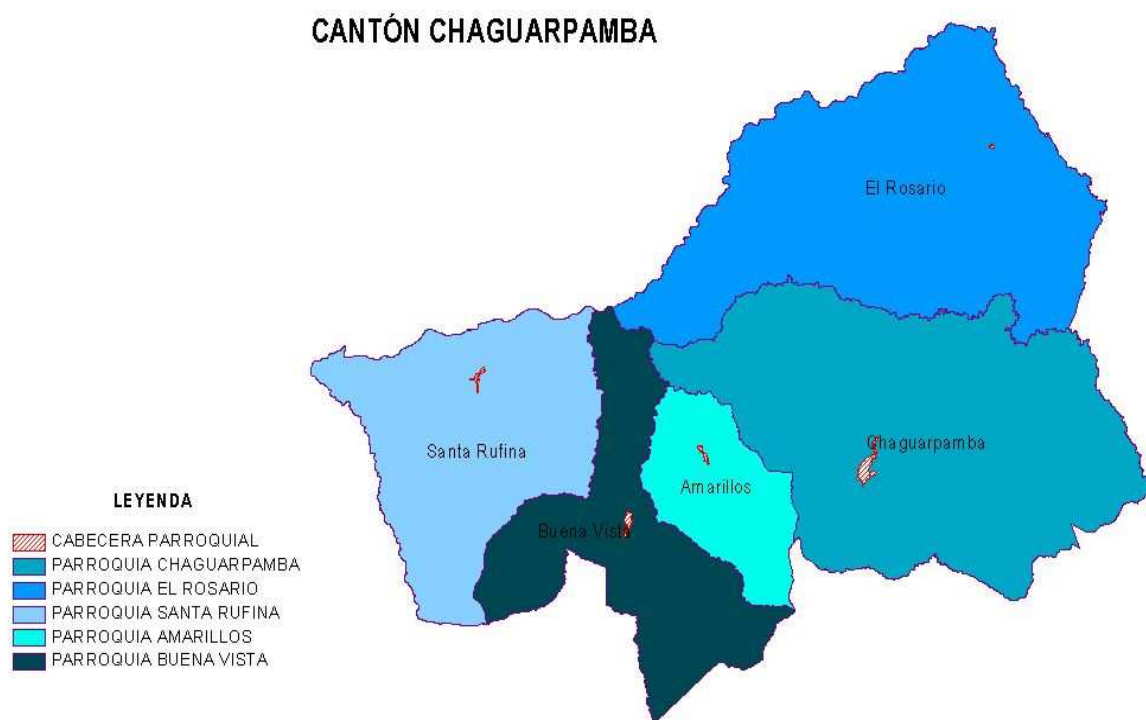 CANTÓN CHAGUARPAMBA
El Rosario
Santa Rufina
Chaguarpamba
Amarillos
Buena Vista
LEYENDA
CABECERA PARROQUIAL
PARROQUIA CHAGUARPAMBA
PARROQUIA EL ROSARIO
PARROQUIA SANTA RUFINA
PARROQUIA AMARILLOS
PARROQUIA BUENA VISTA